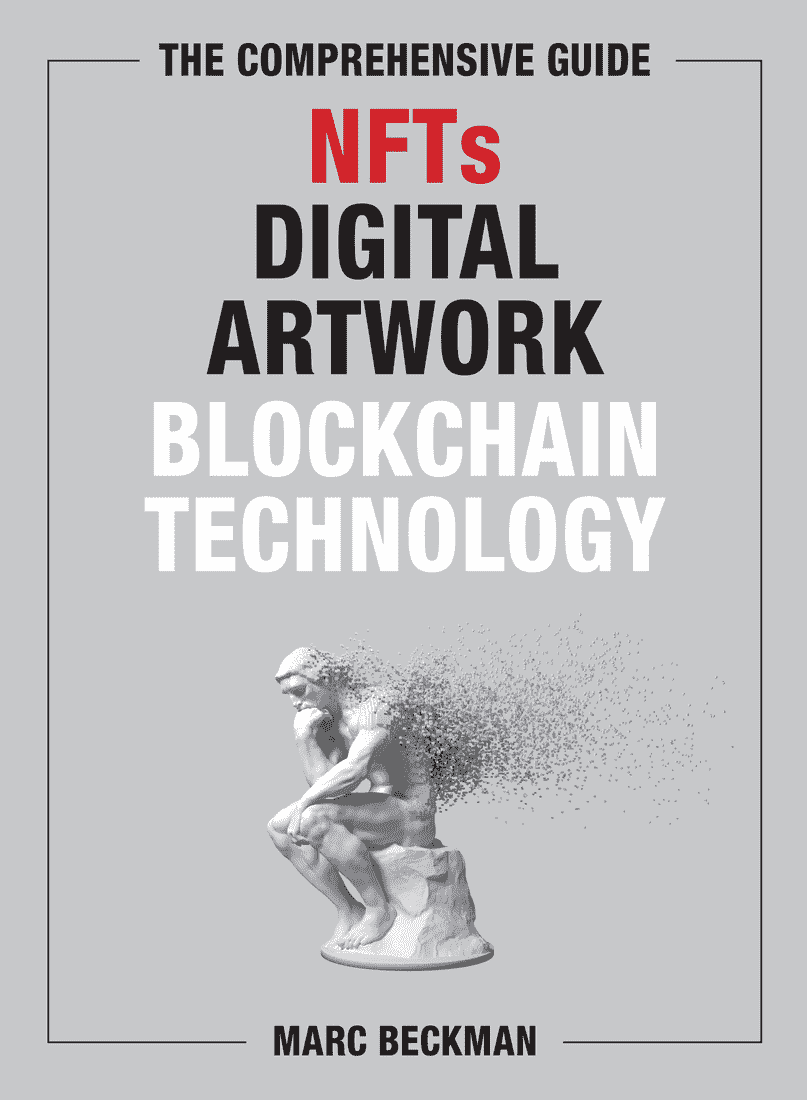 THE COMPREHENSIVE GUIDE
NFTs
DIGITAL
ARTWORK
BLOCKCHAIN
TECHNOLOGY
MARC BECKMAN